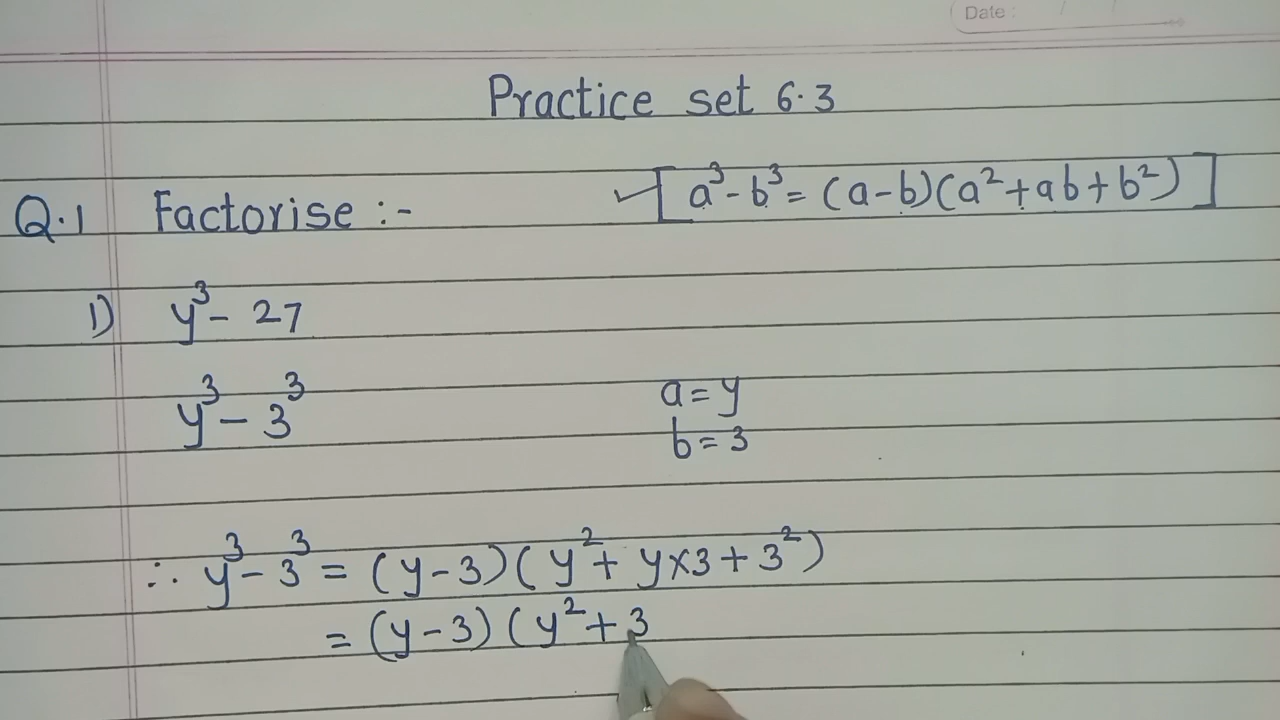 Date : / /
Practice set 6.3
Q.1 Factorise :- ✓[a³-b³= (a-b)(a²+ab+b²)]
1) y³- 27
y³- 3³
a=y
b=3
∴ y³-3³ = (y-3)(y²+ y×3+3²)
= (y-3) (y²+3